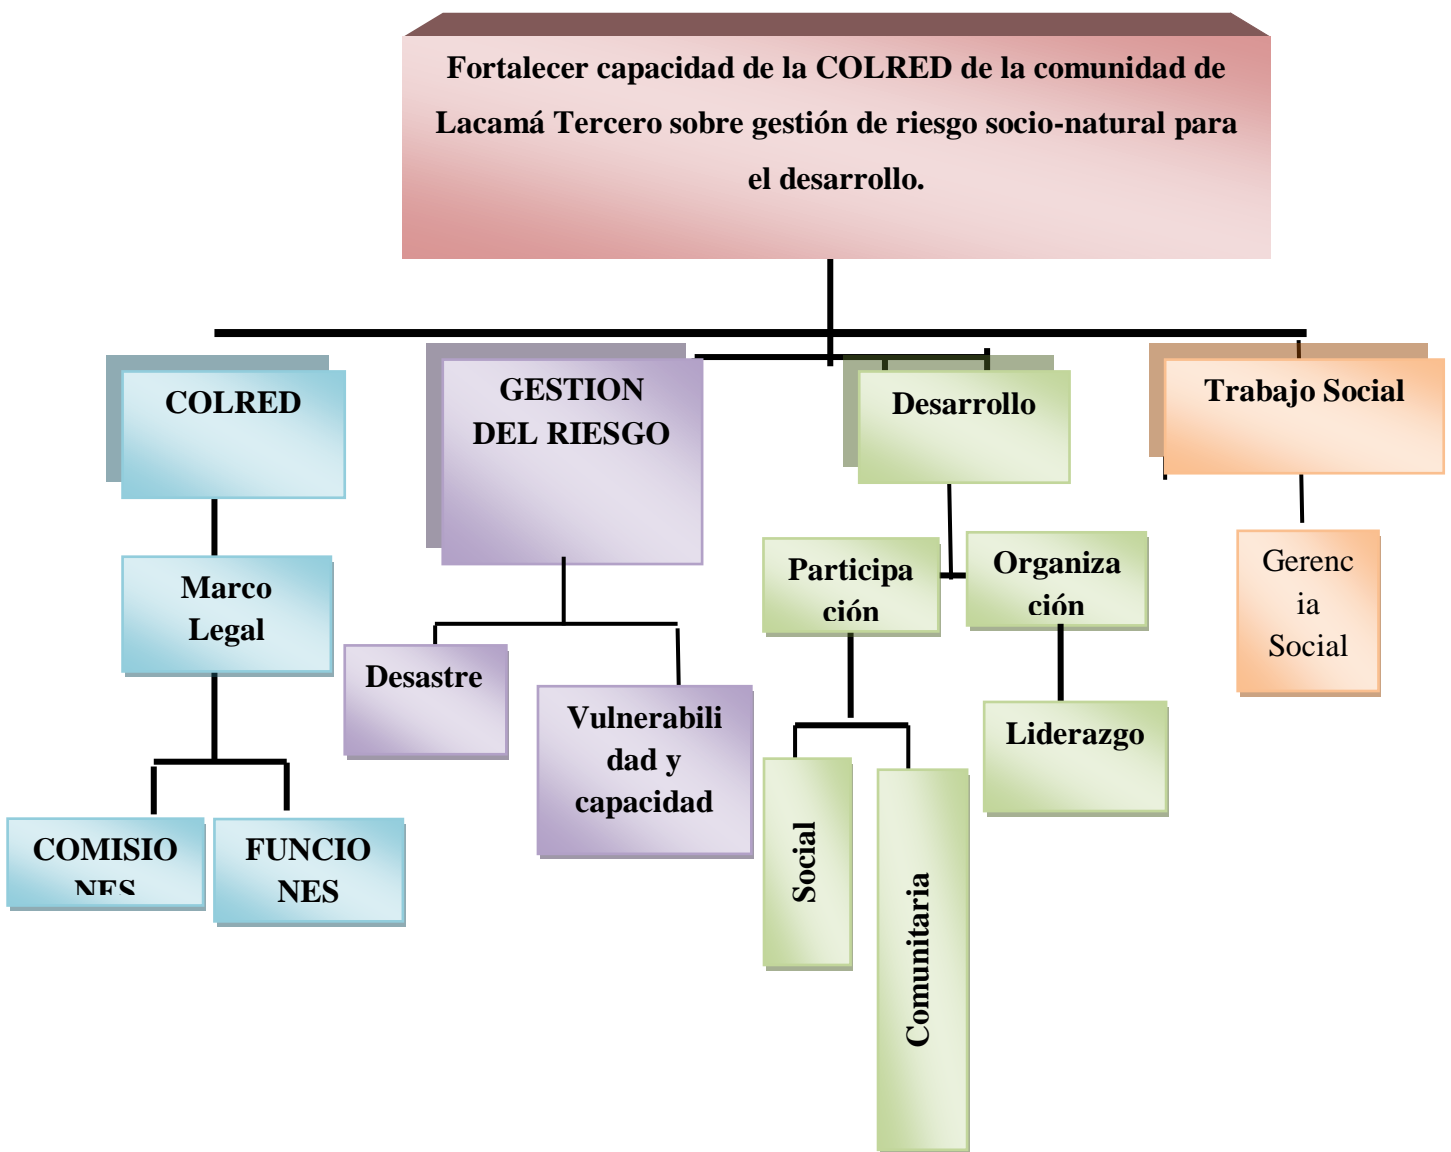 Fortalecer capacidad de la COLRED de la comunidad de
Lacamá Tercero sobre gestión de riesgo socio-natural para
el desarrollo.
COLRED
GESTION
DEL RIESGO
Desarrollo
Trabajo Social
Marco
Legal
Desastre
Vulnerabili
dad y
capacidad
Participa
ción
Organiza
ción
Gerenc
ia
Social
COMISIO
NES
FUNCIO
NES
Social
Comunitaria
Liderazgo